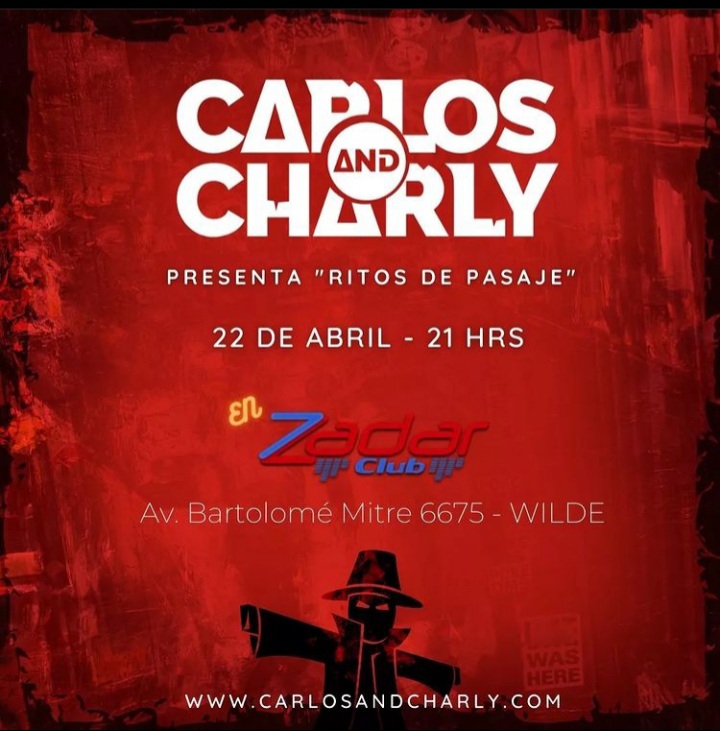 CARLOS
AND
CHARLY
PRESENTA "RITOS DE PASAJE"
22 DE ABRIL - 21 HRS
en
Zadar
Club
Av. Bartolomé Mitre 6675 - WILDE
WAS
HERE
WWW.CARLOSANDCHARLY.COM